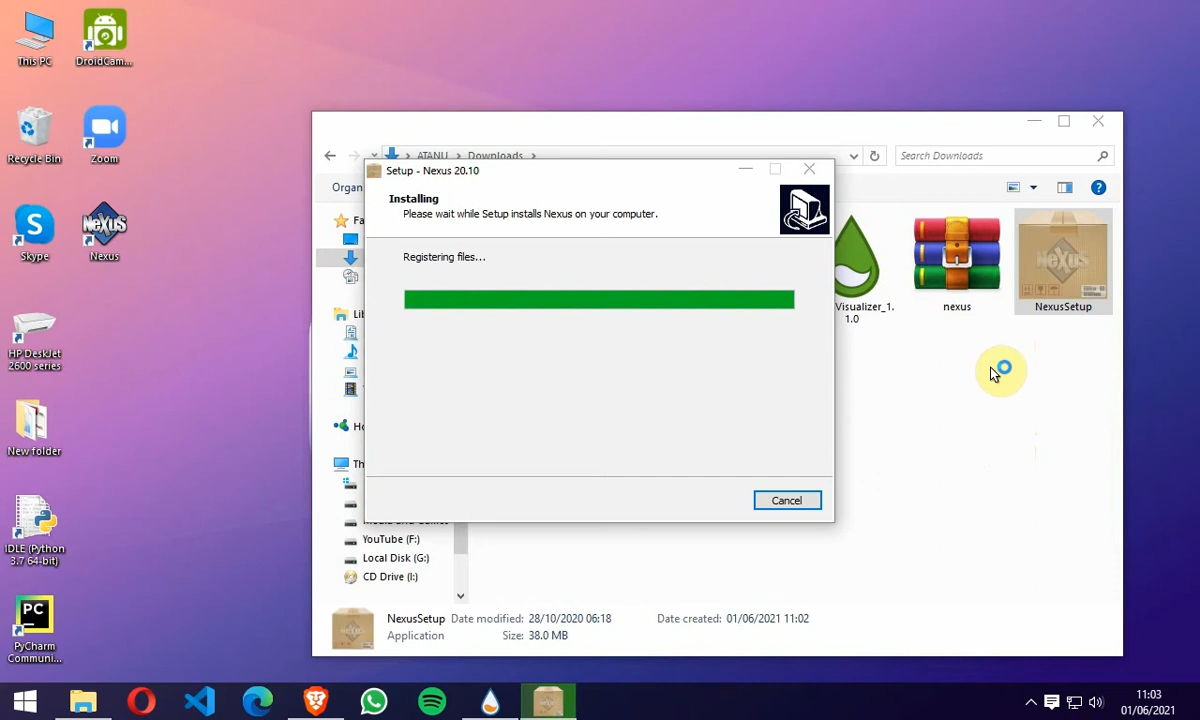 This PC
DroidCam...
Recycle Bin
Zoom
Skype
NeXuS
Nexus
HP DeskJet
2600 series
New folder
IDLE (Python
3.7 64-bit)
PC
PyCharm
Communi...
ATANU > Downloads >
Search Downloads
Organ
Setup - Nexus 20.10
Installing
Please wait while Setup installs Nexus on your computer.
Registering files...
Cancel
Visualizer_1.
1.0
nexus
NeXuS
NexusSetup
YouTube (F:)
Local Disk (G:)
CD Drive (I:)
NexusSetup Date modified: 28/10/2020 06:18 Date created: 01/06/2021 11:02
Application Size: 38.0 MB
11:03
01/06/2021